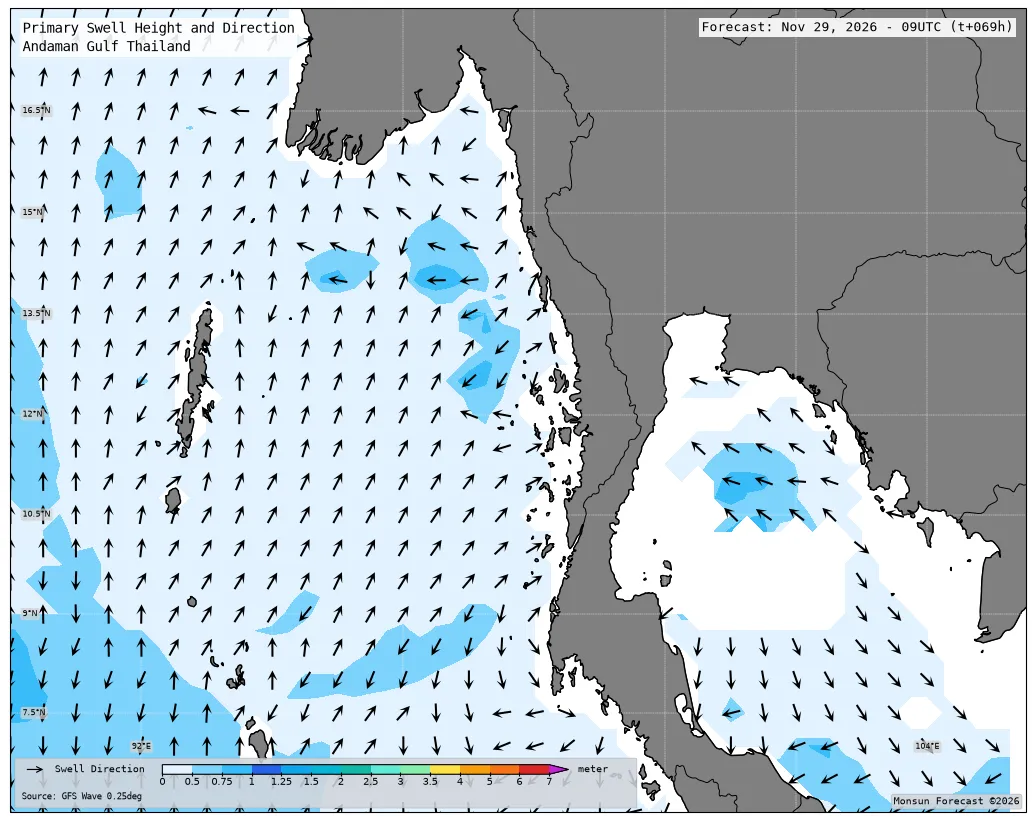 Primary Swell Height and Direction
Andaman Gulf Thailand
Forecast: Nov 29, 2026 - 09UTC (t+069h)
16.5°N
15°N
13.5°N
12°N
10.5°N
9°N
7.5°N
92°E
104°E
Swell Direction
meter
0 0.5 0.75 1 1.25 1.5 2 2.5 3 3.5 4 5 6 7
Source: GFS Wave 0.25deg
Monsun Forecast ©2026